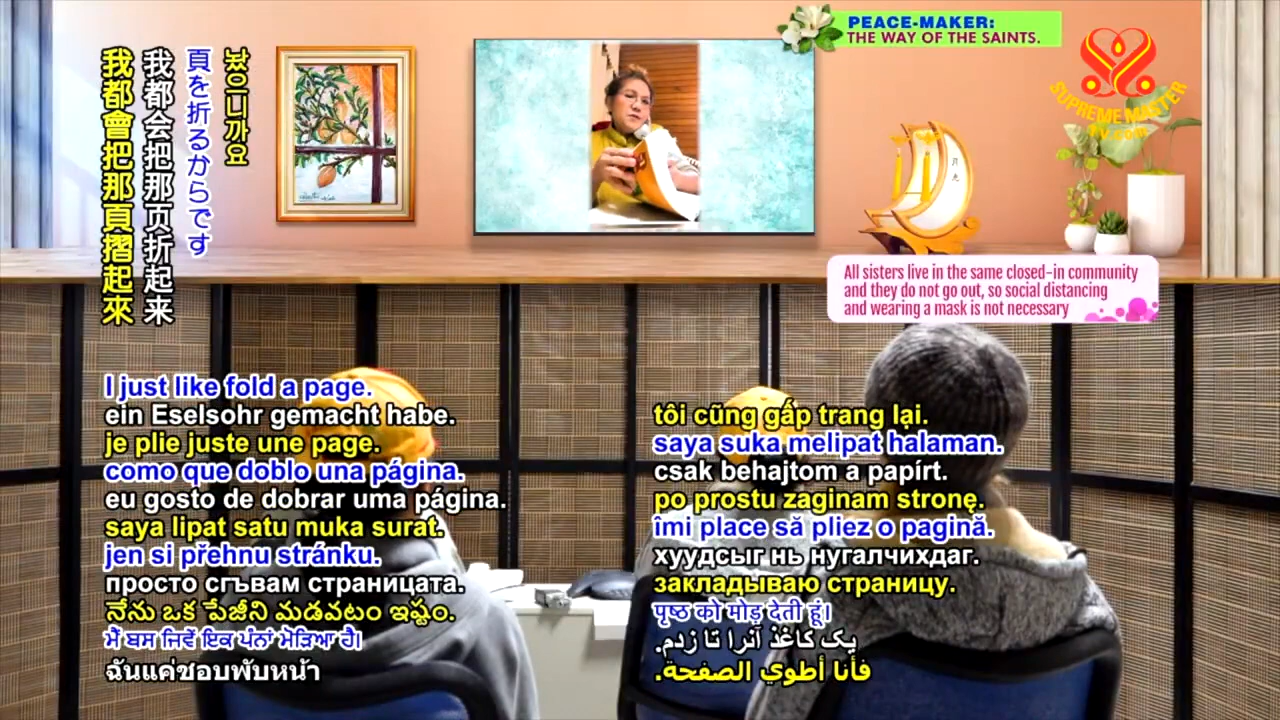 PEACE-MAKER:
THE WAY OF THE SAINTS.
SUPREME MASTER
TV.com
눴으니까요
頁を折るからです
我都会把那页折起来
我都會把那頁摺起來
月光
All sisters live in the same closed-in community
and they do not go out, so social distancing
and wearing a mask is not necessary
I just like fold a page.
ein Eselsohr gemacht habe.
je plie juste une page.
como que doblo una página.
eu gosto de dobrar uma página.
saya lipat satu muka surat.
jen si přehnu stránku.
просто сгъвам страницата.
నేను ఒక పేజీని మడవటం ఇష్టం.
ਮੈਂ ਬਸ ਜਿਵੇਂ ਇਕ ਪੰਨਾਂ ਮੋੜਿਆ ਹੈ।
ฉันแค่ชอบพับหน้า
tôi cũng gấp trang lại.
saya suka melipat halaman.
csak behajtom a papírt.
po prostu zaginam stronę.
îmi place să pliez o pagină.
хуудсыг нь нугалчихдаг.
закладываю страницу.
पृष्ठ को मोड़ देती हूं।
یک کاغذ آنرا تا زدم.
فأنا أطوي الصفحة.